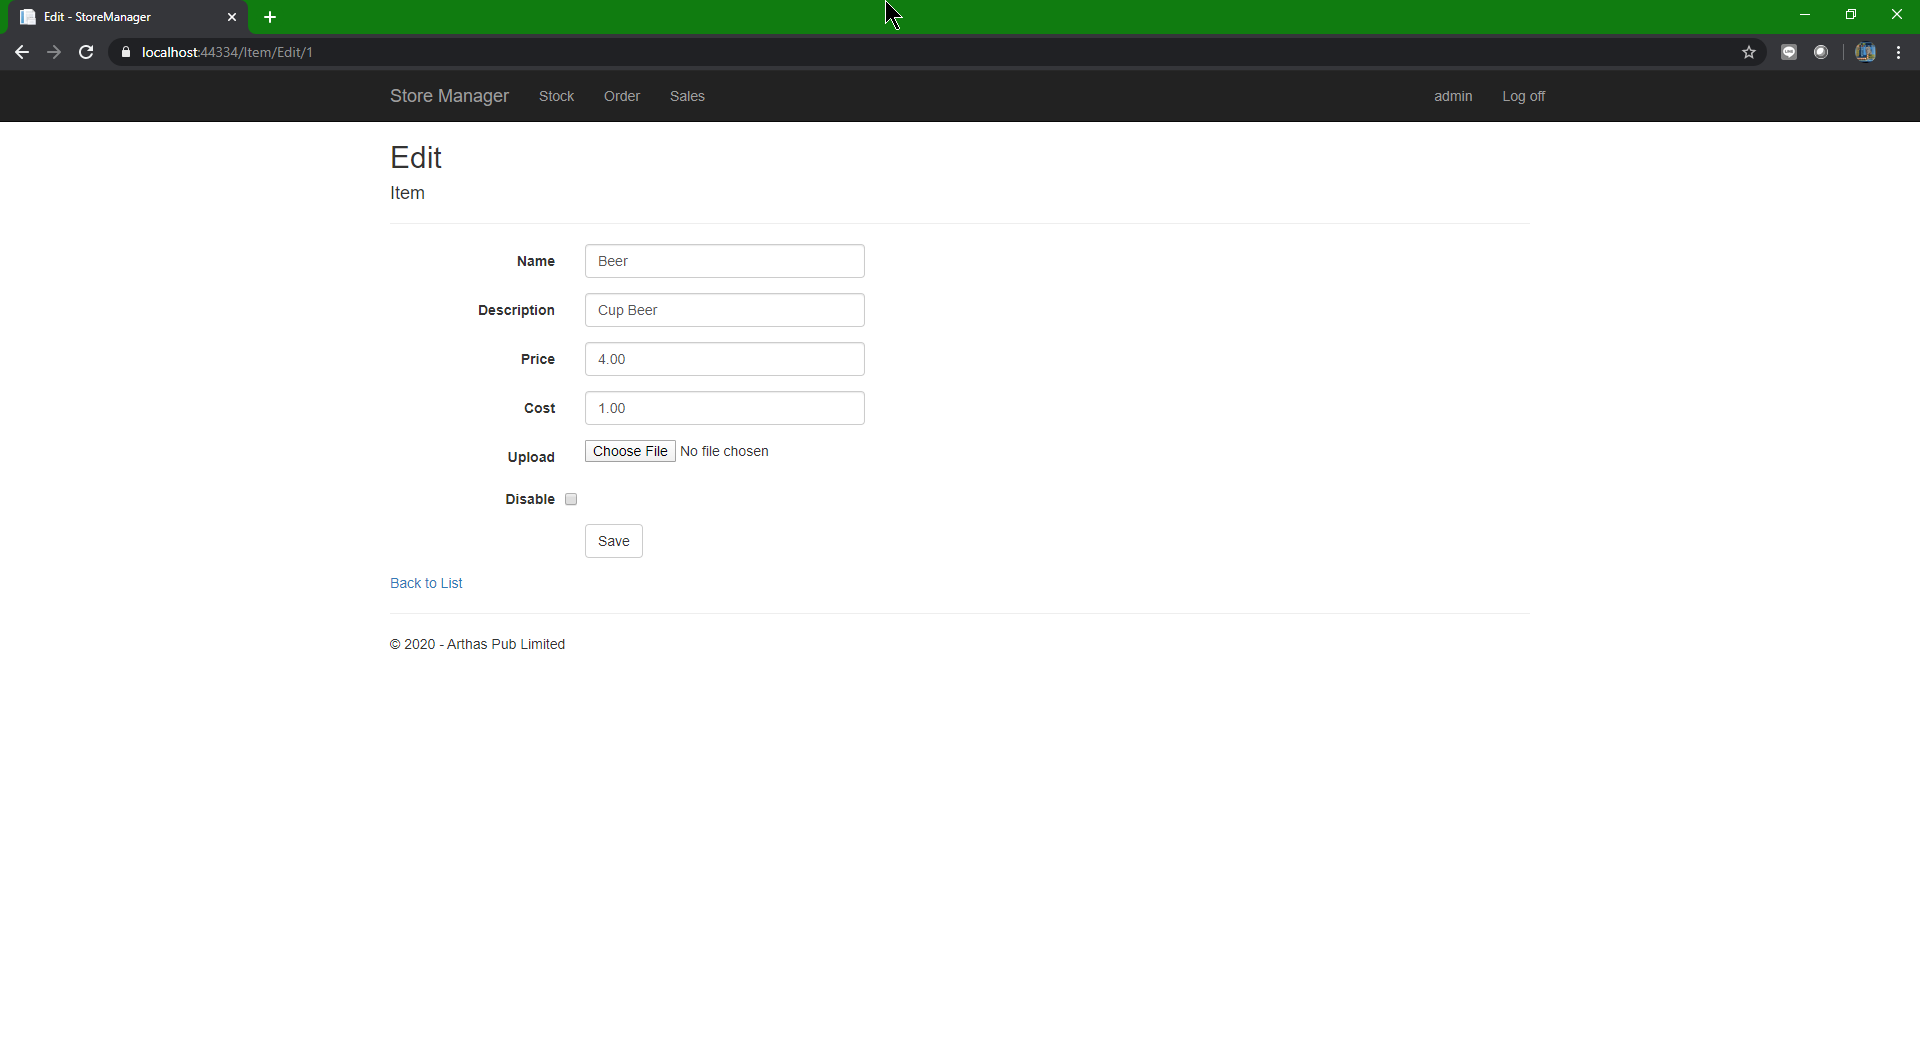 Edit - StoreManager
localhost:44334/Item/Edit/1
Store Manager Stock Order Sales admin Log off
Edit
Item
Name Beer
Description Cup Beer
Price 4.00
Cost 1.00
Upload Choose File No file chosen
Disable
Save
Back to List
© 2020 - Arthas Pub Limited